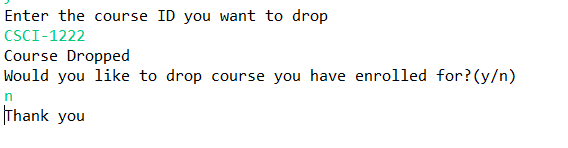 Enter the course ID you want to drop
CSCI-1222
Course Dropped
Would you like to drop course you have enrolled for?(y/n)
n
Thank you